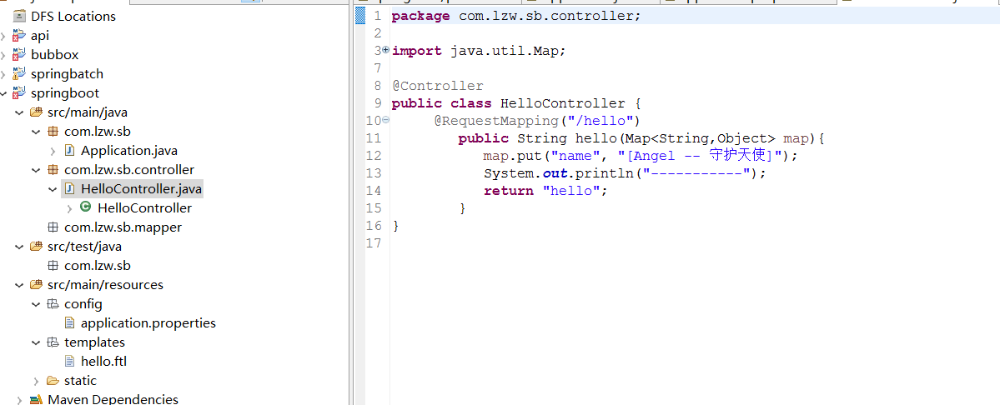 DFS Locations
api
bubbox
springbatch
springboot
src/main/java
com.lzw.sb
Application.java
com.lzw.sb.controller
HelloController.java
HelloController
com.lzw.sb.mapper
src/test/java
com.lzw.sb
src/main/resources
config
application.properties
templates
hello.ftl
static
Maven Dependencies
1 package com.lzw.sb.controller;
2
3 import java.util.Map;
7
8 @Controller
9 public class HelloController {
10 @RequestMapping("/hello")
11 public String hello(Map<String,Object> map){
12 map.put("name", "[Angel -- 守护天使]");
13 System.out.println("-----------");
14 return "hello";
15 }
16 }
17